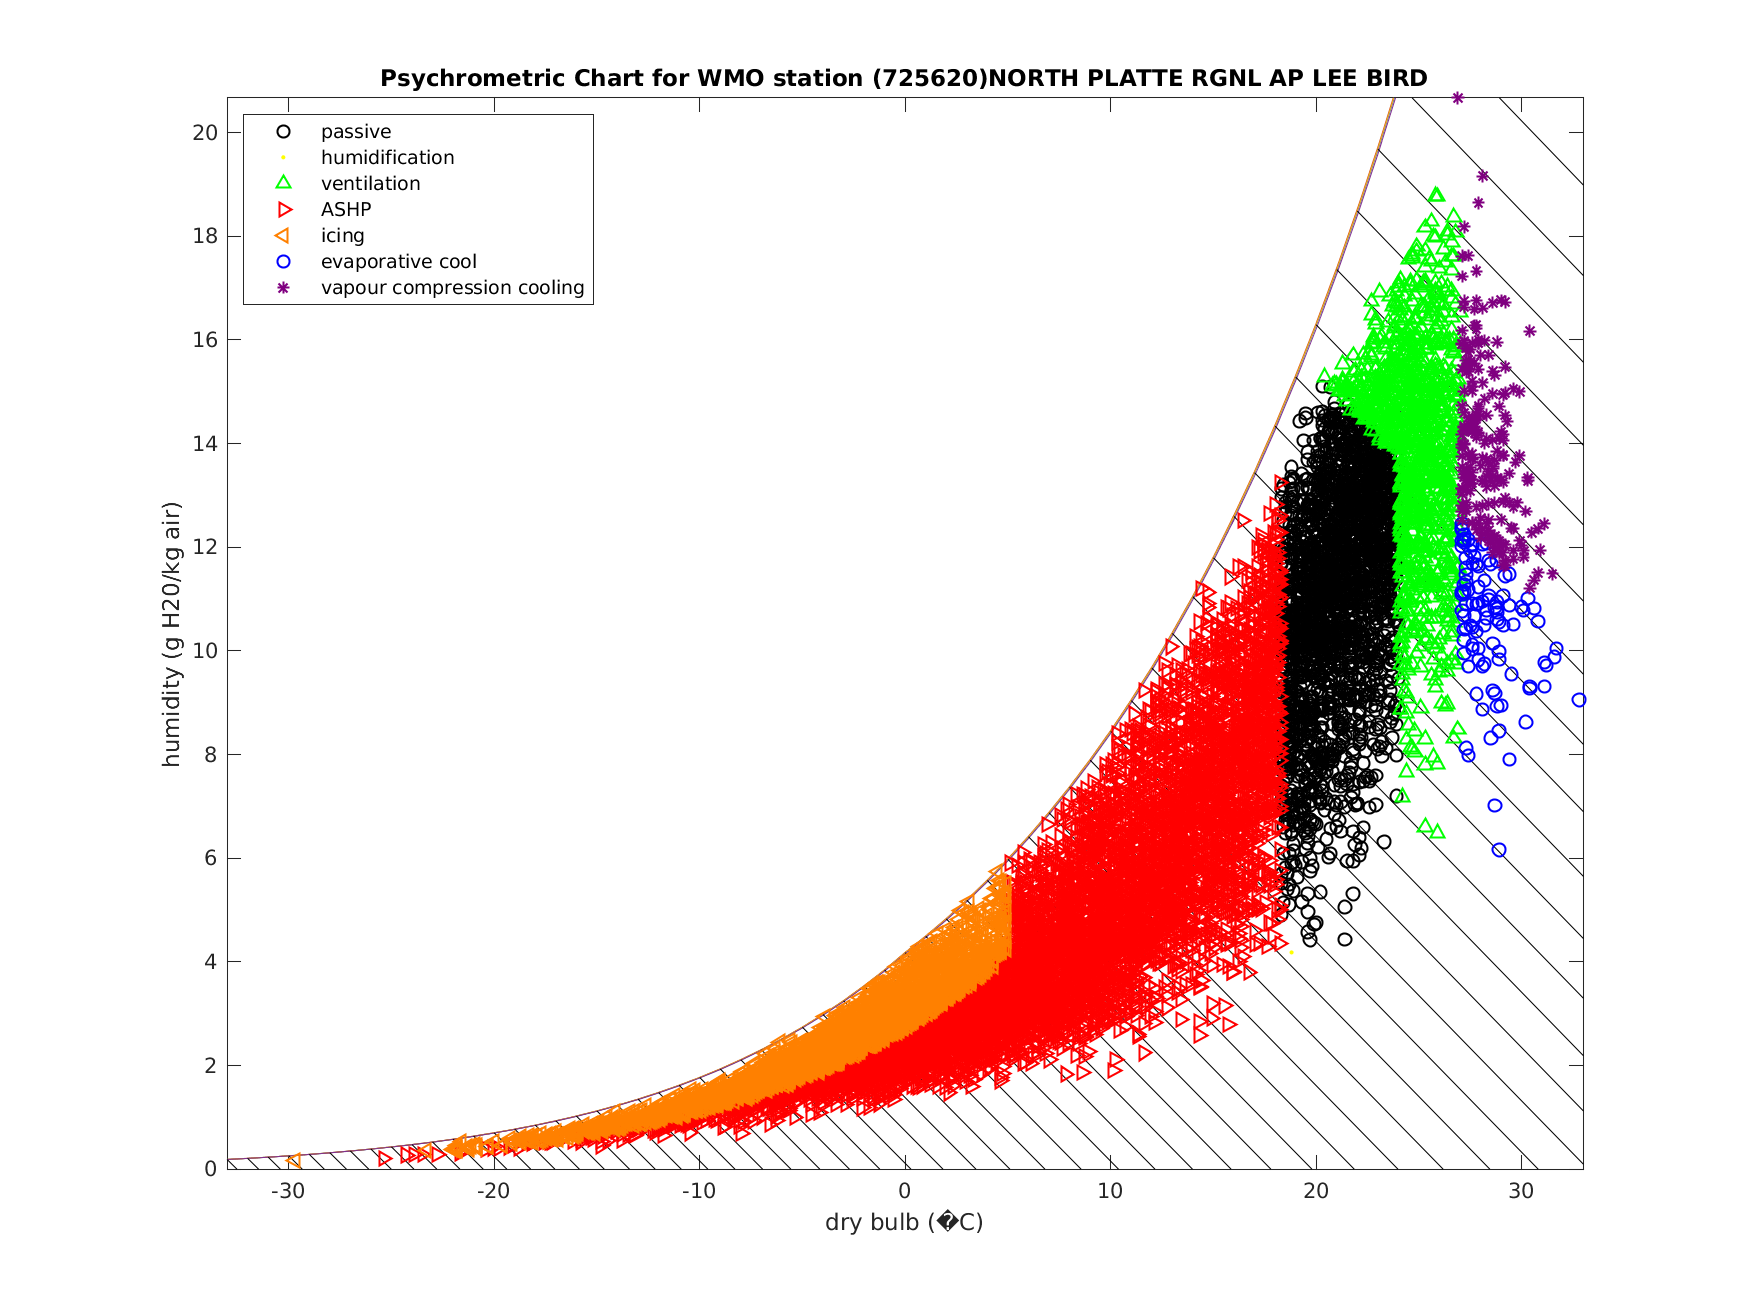 Psychrometric Chart for WMO station (725620)NORTH PLATTE RGNL AP LEE BIRD
passive
humidification
ventilation
ASHP
icing
evaporative cool
vapour compression cooling
20
18
16
14
12
10
8
6
4
2
0
humidity (g H20/kg air)
-30 -20 -10 0 10 20 30
dry bulb (�C)